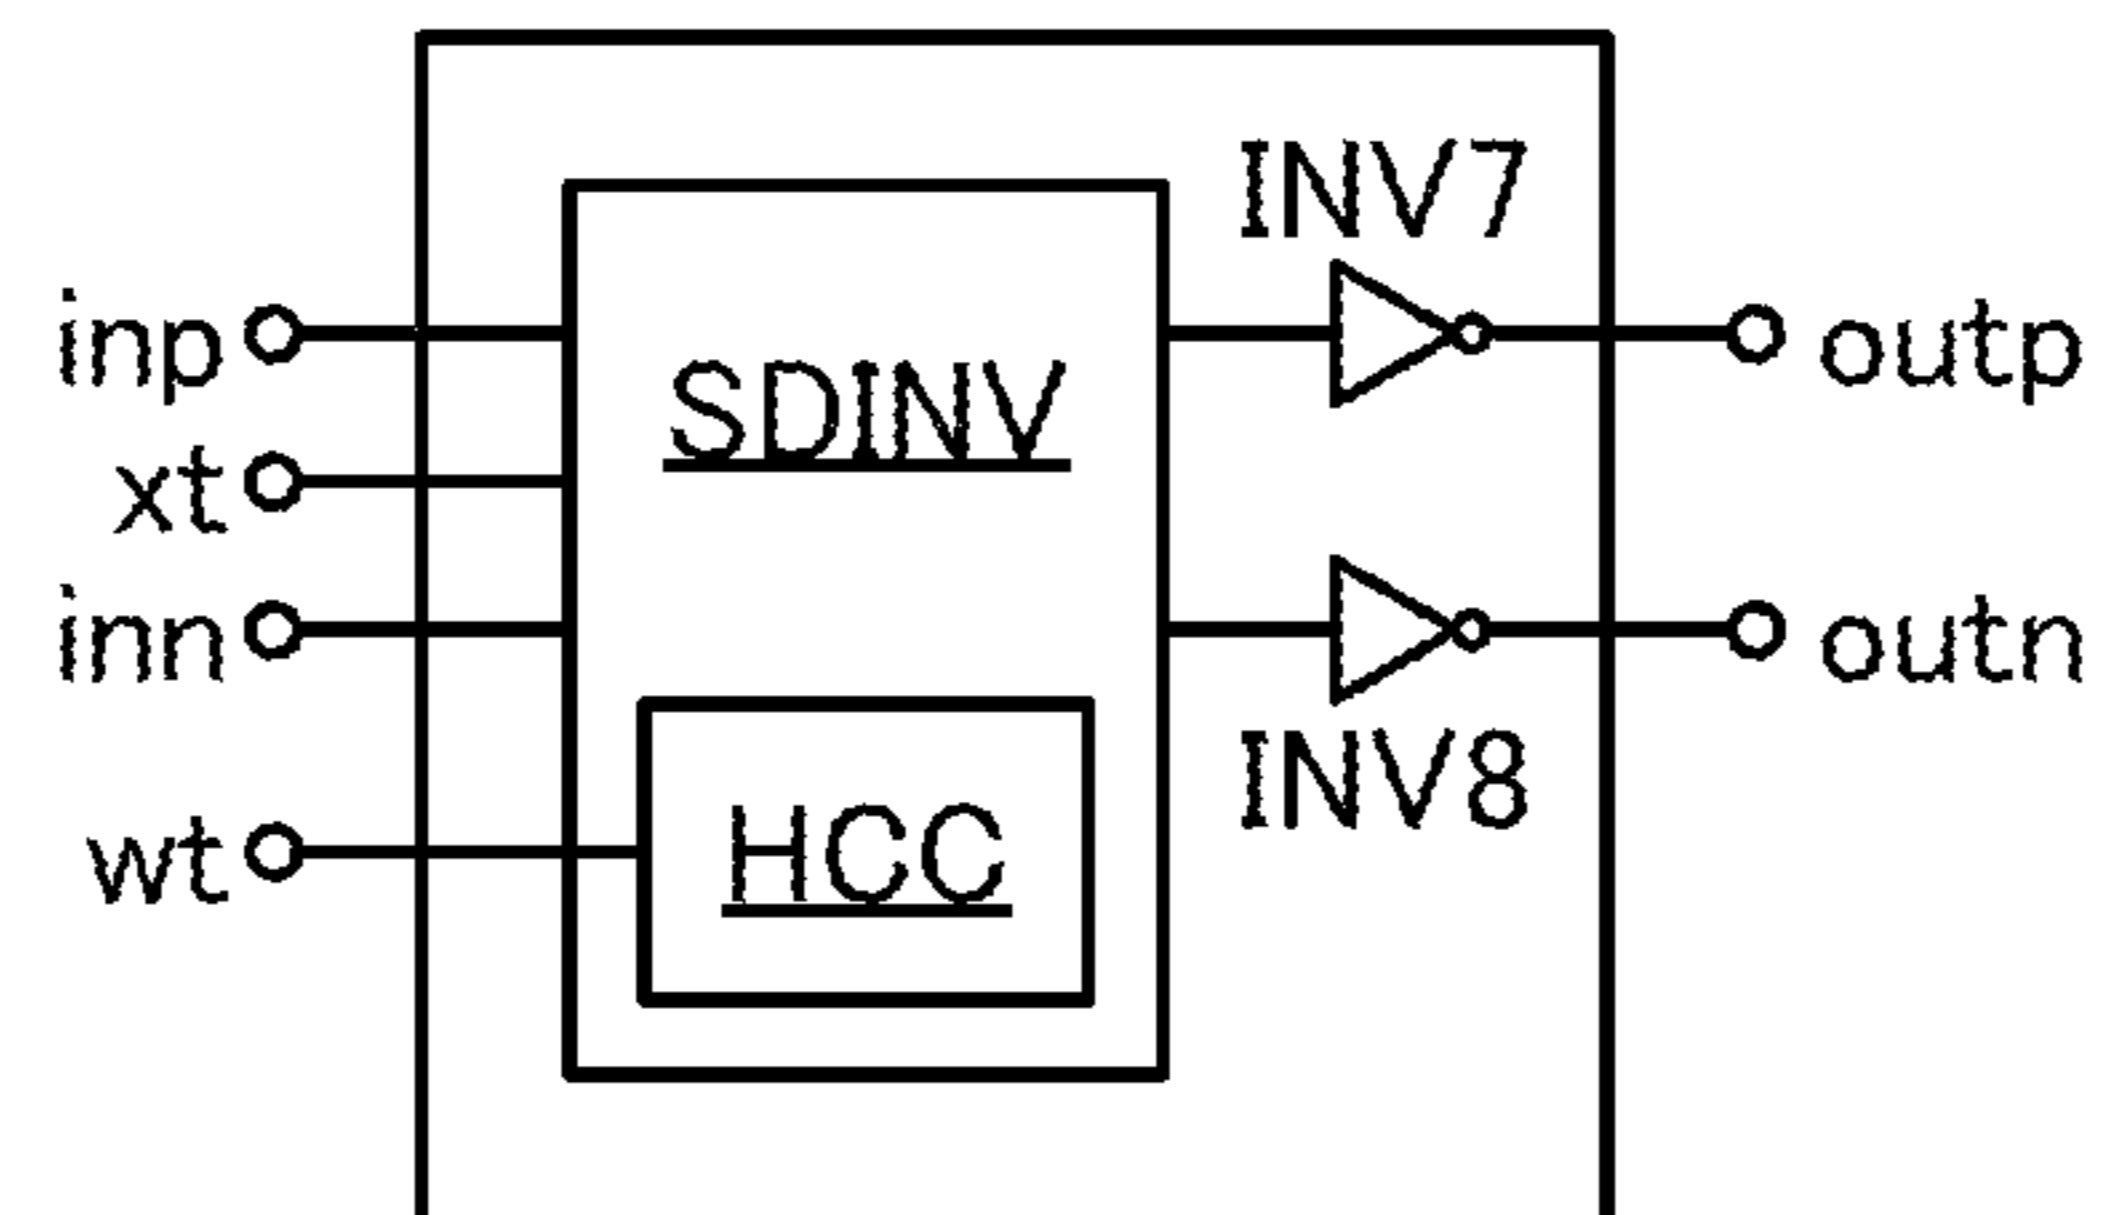 INV7
inp
outp
SDINV
xt
inn
outn
INV8
wt
HCC